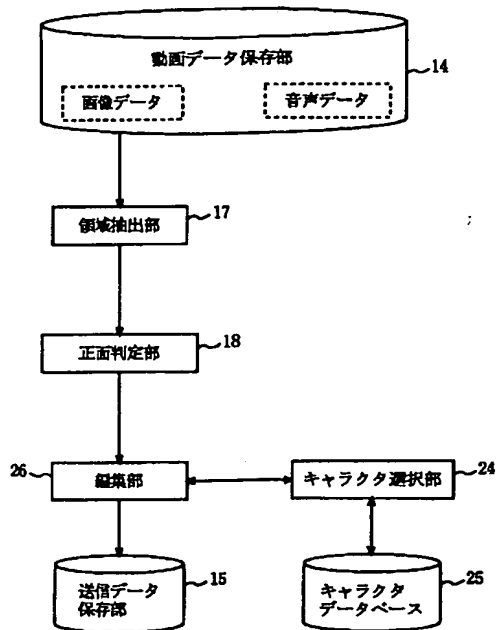 動画データ保存部
14
画像データ
音声データ
領域抽出部
17
;
正面判定部
18
26
編集部
キャラクタ選択部
24
送信データ
保存部
15
キャラクタ
データベース
25